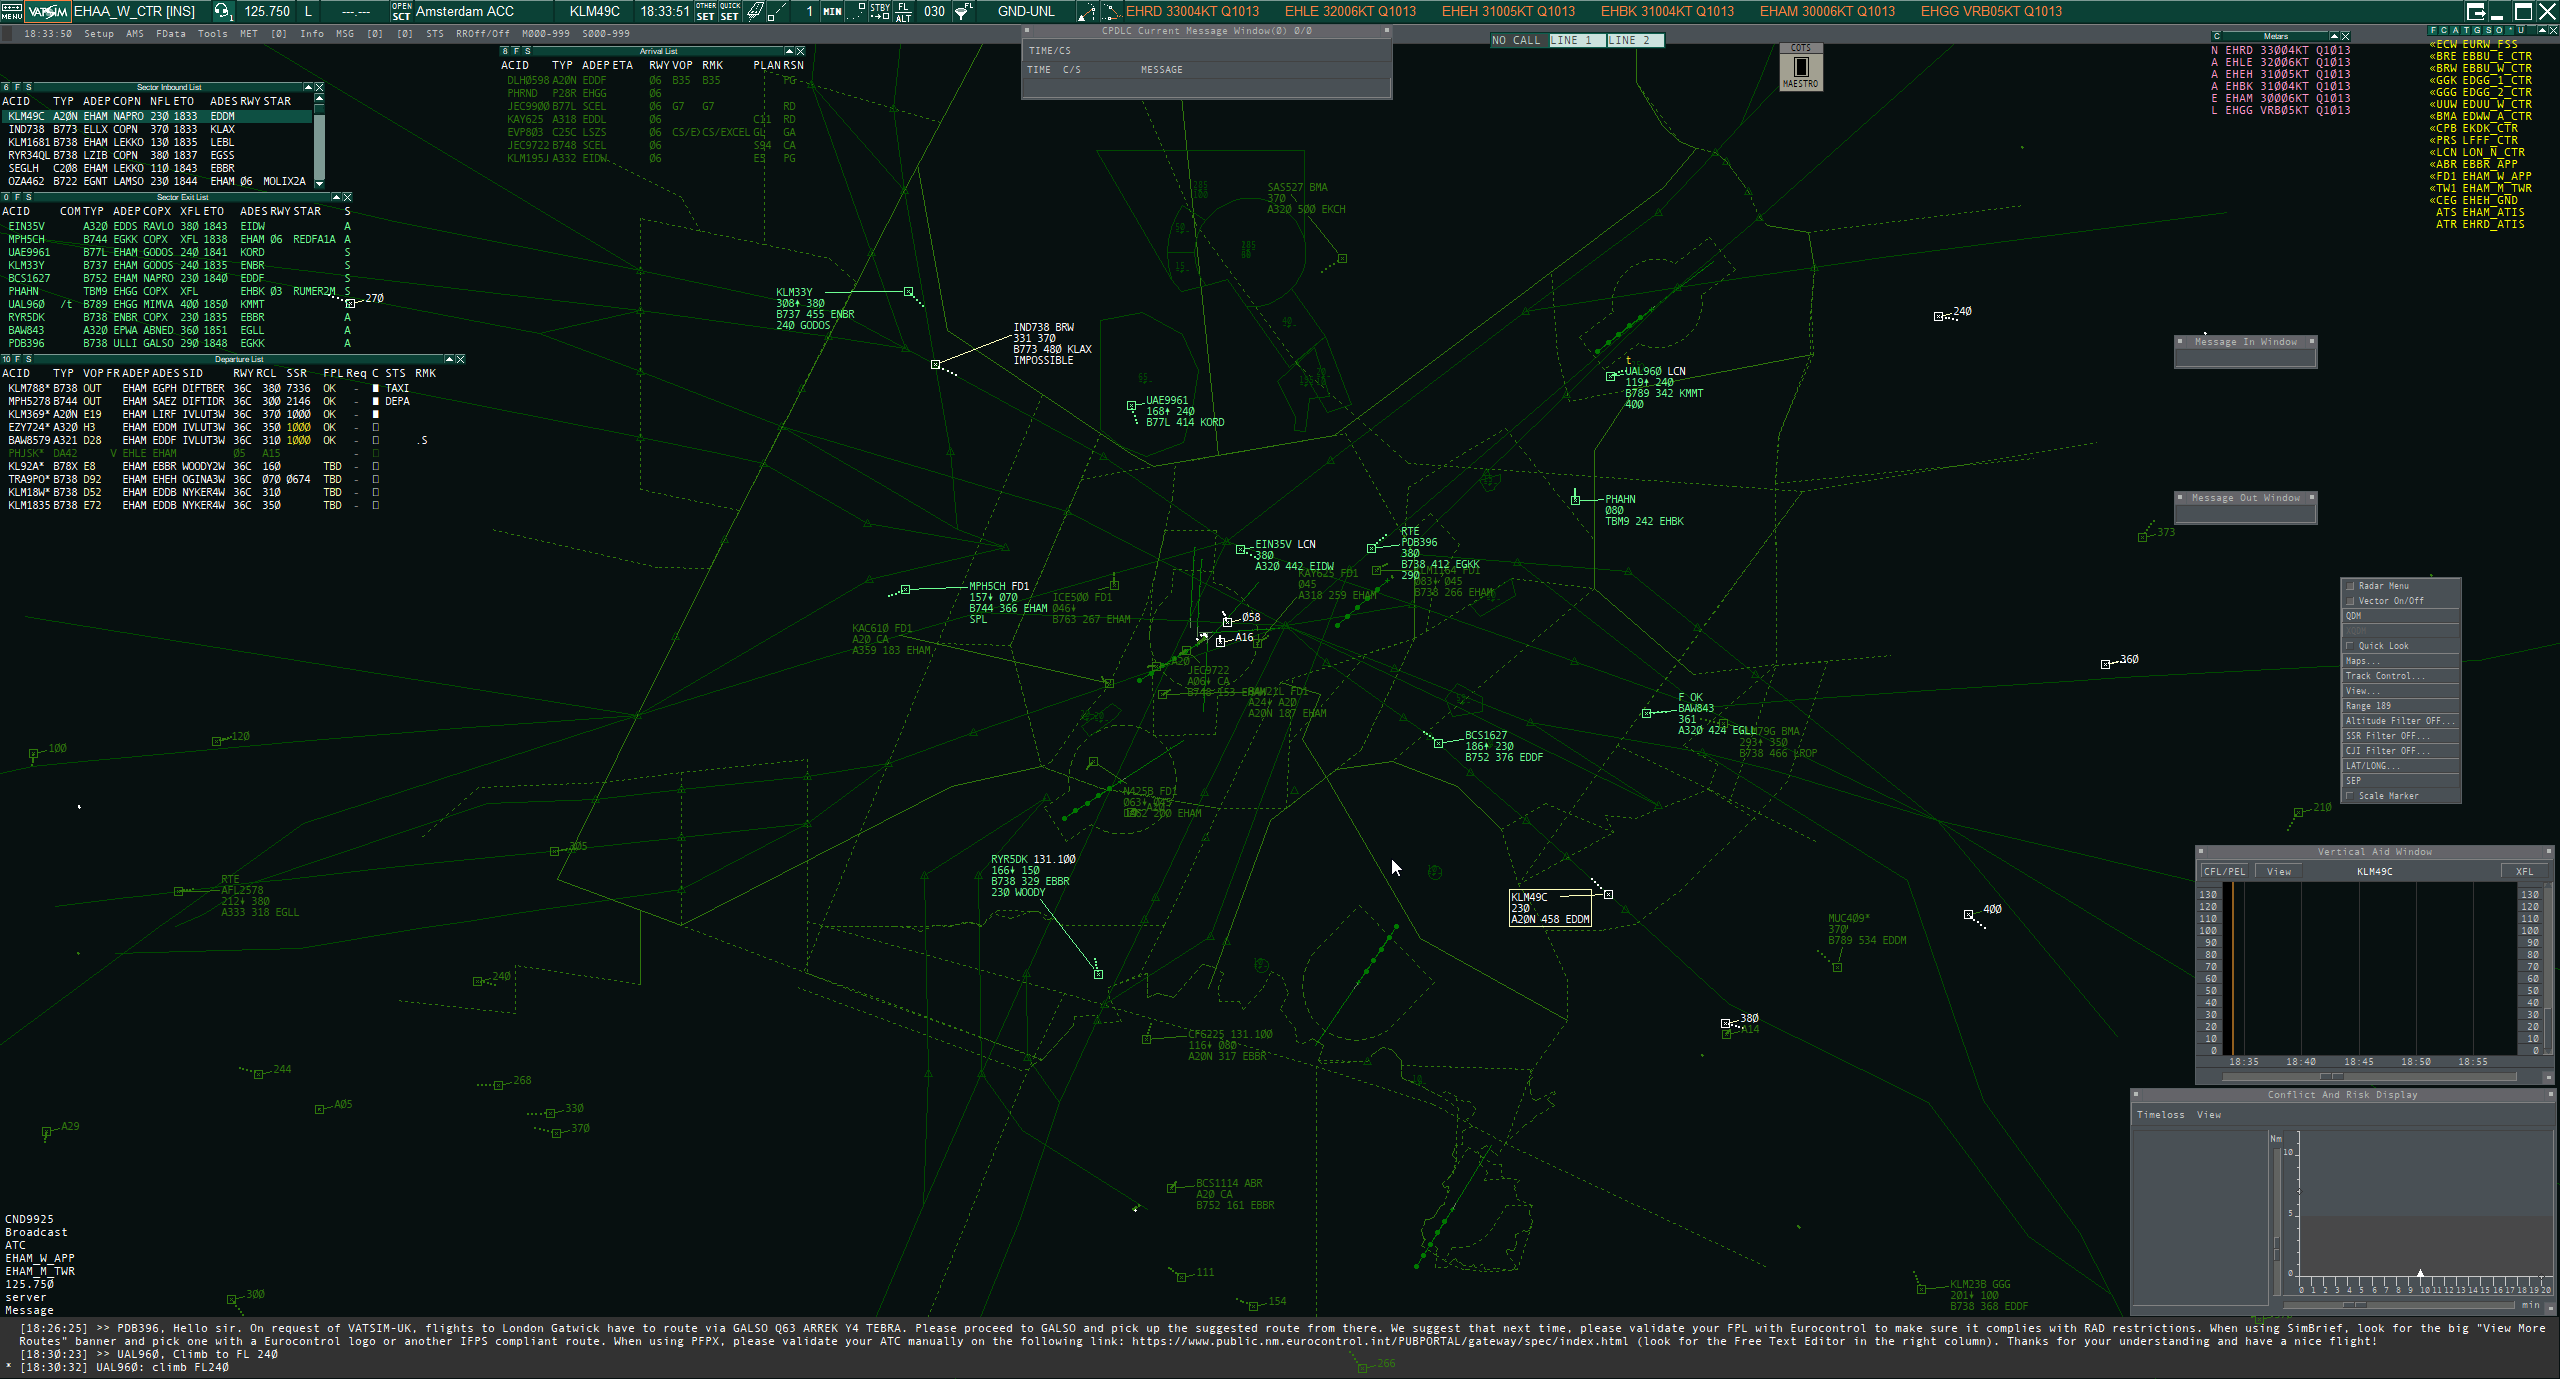 MENU VATSIM EHAA_W_CTR [INS] 1 125.750 L ---.--- OPEN SCT Amsterdam ACC KLM49C 18:33:51 OTHER SET QUICK SET 1 MIN STBY FL ALT 030 FL GND-UNL EHRD 33004KT Q1013 EHLE 32006KT Q1013 EHEH 31005KT Q1013 EHBK 31004KT Q1013 EHAM 30006KT Q1013 EHGG VRB05KT Q1013
18:33:50 Setup AMS FData Tools MET [0] Info MSG [0] [0] STS RROff/Off M000-999 S000-999
CPDLC Current Message Window(0) 0/0
TIME/CS
TIME C/S MESSAGE
NO CALL LINE 1 LINE 2
COTS
MAESTRO
6 F S Sector Inbound List
ACID TYP ADEP COPN NFL ETO ADES RWY STAR
KLM49C A20N EHAM NAPRO 230 1833 EDDM
IND738 B773 ELLX COPN 370 1833 KLAX
KLM1681 B738 EHAM LEKKO 130 1835 LEBL
RYR34QL B738 LZIB COPN 380 1837 EGSS
SEGLH C208 EHAM LEKKO 110 1843 EBBR
OZA462 B722 EGNT LAMSO 230 1844 EHAM 06 MOLIX2A
0 F S Sector Exit List
ACID COM TYP ADEP COPX XFL ETO ADES RWY STAR S
EIN35V A320 EDDS RAVLO 380 1843 EIDW A
MPH5CH B744 EGKK COPX XFL 1838 EHAM 06 REDFA1A A
UAE9961 B77L EHAM GODOS 240 1841 KORD S
KLM33Y B737 EHAM GODOS 240 1835 ENBR S
BCS1627 B752 EHAM NAPRO 230 1840 EDDF S
PHAHN TBM9 EHGG COPX XFL EHBK 03 RUMER2M S
UAL960 /t B789 EHGG MIMVA 400 1850 KMMT S
RYR5DK B738 ENBR COPX 230 1835 EBBR A
BAW843 A320 EPWA ABNED 360 1851 EGLL A
PDB396 B738 ULLI GALSO 290 1848 EGKK A
10 F S Departure List
ACID TYP VOP FR ADEP ADES SID RWY RCL SSR FPL Req C STS RMK
KLM788* B738 OUT EHAM EGPH DIFTBER 36C 380 7336 OK - TAXI
MPH5278 B744 OUT EHAM SAEZ DIFTIDR 36C 300 2146 OK - DEPA
KLM369* A20N E19 EHAM LIRF IVLUT3W 36C 370 1000 OK -
EZY724* A320 H3 EHAM EDDM IVLUT3W 36C 350 1000 OK -
BAW8579 A321 D28 EHAM EDDF IVLUT3W 36C 310 1000 OK - .S
PHJSK* DA42 V EHLE EHAM 05 A15 -
KL92A* B78X E8 EHAM EBBR WOODY2W 36C 160 TBD -
TRA9PO* B738 D92 EHAM EHEH OGINA3W 36C 070 0674 TBD -
KLM18W* B738 D52 EHAM EDDB NYKER4W 36C 310 TBD -
KLM1835 B738 E72 EHAM EDDB NYKER4W 36C 350 TBD -
8 F S Arrival List
ACID TYP ADEP ETA RWY VOP RMK PLAN RSN
DLH0598 A20N EDDF 06 B35 B35 PG
PHRND P28R EHGG 06
JEC9900 B77L SCEL 06 G7 G7 RD
KAY625 A318 EDDL 06 C11 RD
EVP803 C25C LSZS 06 CS/EX CS/EXCEL GL GA
JEC9722 B748 SCEL 06 S94 CA
KLM195J A332 EIDW 06 E5 PG
C Metars
N EHRD 33004KT Q1013
A EHLE 32006KT Q1013
A EHEH 31005KT Q1013
A EHBK 31004KT Q1013
E EHAM 30006KT Q1013
L EHGG VRB05KT Q1013
F C A T G S O * U
«ECW EURW_FSS
«BRE EBBU_E_CTR
«BRW EBBU_W_CTR
«GGK EDGG_1_CTR
«GGG EDGG_2_CTR
«UUW EDUU_W_CTR
«BMA EDWW_A_CTR
«CPB EKDK_CTR
«PRS LFFF_CTR
«LCN LON_N_CTR
«ABR EBBR_APP
«FD1 EHAM_W_APP
«TW1 EHAM_M_TWR
«CEG EHEH_GND
ATS EHAM_ATIS
ATR EHRD_ATIS
SAS527 BMA
370
A320 500 EKCH
270
KLM33Y
308↑ 380
B737 455 ENBR
240 GODOS
IND738 BRW
331 370
B773 480 KLAX
IMPOSSIBLE
240
t
UAL960 LCN
119↑ 240
B789 342 KMMT
400
UAE9961
168↑ 240
B77L 414 KORD
PHAHN
080
TBM9 242 EHBK
EIN35V LCN
380
A320 442 EIDW
RTE
PDB396
380
B738 412 EGKK
290
KAY625 FD1
045
A318 259 EHAM
083↓ 045
B738 266 EHAM
MPH5CH FD1
157↓ 070
B744 366 EHAM
SPL
ICE500 FD1
046↓
B763 267 EHAM
KAC610 FD1
A20 CA
A359 183 EHAM
058
A16
A20
JEC9722
A06↓ CA
A24↓ A20
A20N 187 EHAM
373
360
F OK
BAW843
361
A320 424 EGLL
293↑ 350
B738 466 LROP
BCS1627
186↑ 230
B752 376 EDDF
100
120
N425B FD1
063↓ 045
305
RYR5DK 131.100
166↓ 150
B738 329 EBBR
230 WOODY
RTE
AFL2578
212↓ 380
A333 318 EGLL
KLM49C
230
A20N 458 EDDM
MUC409*
370
B789 534 EDDM
400
210
240
380
A14
CFG225 131.100
116↓ 080
A20N 317 EBBR
244
268
A05
330
370
A29
BCS1114 ABR
A20 CA
B752 161 EBBR
111
154
300
266
KLM23B GGG
201↓ 100
B738 368 EDDF
Message In Window
Message Out Window
Radar Menu
Vector On/Off
QDM
Quick Look
Maps...
Track Control...
View...
Range 189
Altitude Filter OFF...
SSR Filter OFF...
CJI Filter OFF...
LAT/LONG...
SEP
Scale Marker
Vertical Aid Window
CFL/PEL View KLM49C XFL
130 130
120 120
110 110
100 100
90 90
80 80
70 70
60 60
50 50
40 40
30 30
20 20
10 10
0 0
18:35 18:40 18:45 18:50 18:55
Conflict And Risk Display
Timeloss View
Nm
10
5
0
0 1 2 3 4 5 6 7 8 9 10 11 12 13 14 15 16 17 18 19 20
min
CND9925
Broadcast
ATC
EHAM_W_APP
EHAM_M_TWR
125.750
server
Message
[18:26:25] >> PDB396, Hello sir. On request of VATSIM-UK, flights to London Gatwick have to route via GALSO Q63 ARREK Y4 TEBRA. Please proceed to GALSO and pick up the suggested route from there. We suggest that next time, please validate your FPL with Eurocontrol to make sure it complies with RAD restrictions. When using SimBrief, look for the big "View More
Routes" banner and pick one with a Eurocontrol logo or another IFPS compliant route. When using PFPX, please validate your ATC manually on the following link: https://www.public.nm.eurocontrol.int/PUBPORTAL/gateway/spec/index.html (look for the Free Text Editor in the right column). Thanks for your understanding and have a nice flight!
[18:30:23] >> UAL960, Climb to FL 240
* [18:30:32] UAL960: climb FL240